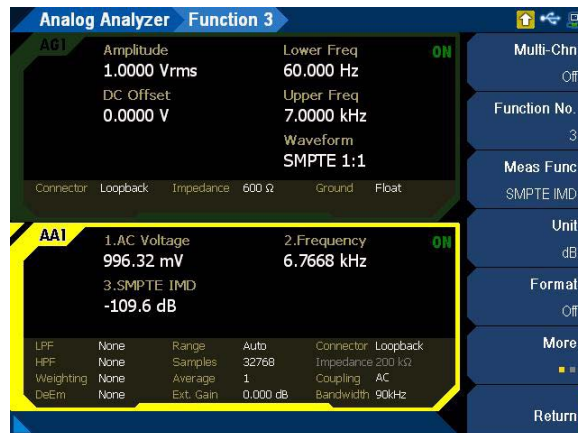 Analog Analyzer Function 3
AG1
Amplitude Lower Freq ON
1.0000 Vrms 60.000 Hz
DC Offset Upper Freq
0.0000 V 7.0000 kHz
Waveform
SMPTE 1:1
Connector Loopback Impedance 600 Ω Ground Float
AA1
1.AC Voltage 2.Frequency ON
996.32 mV 6.7668 kHz
3.SMPTE IMD
-109.6 dB
LPF None Range Auto Connector Loopback
HPF None Samples 32768 Impedance 200 kΩ
Weighting None Average 1 Coupling AC
DeEm None Ext. Gain 0.000 dB Bandwidth 90kHz
Multi-Chn
Off
Function No.
3
Meas Func
SMPTE IMD
Unit
dB
Format
Off
More
Return